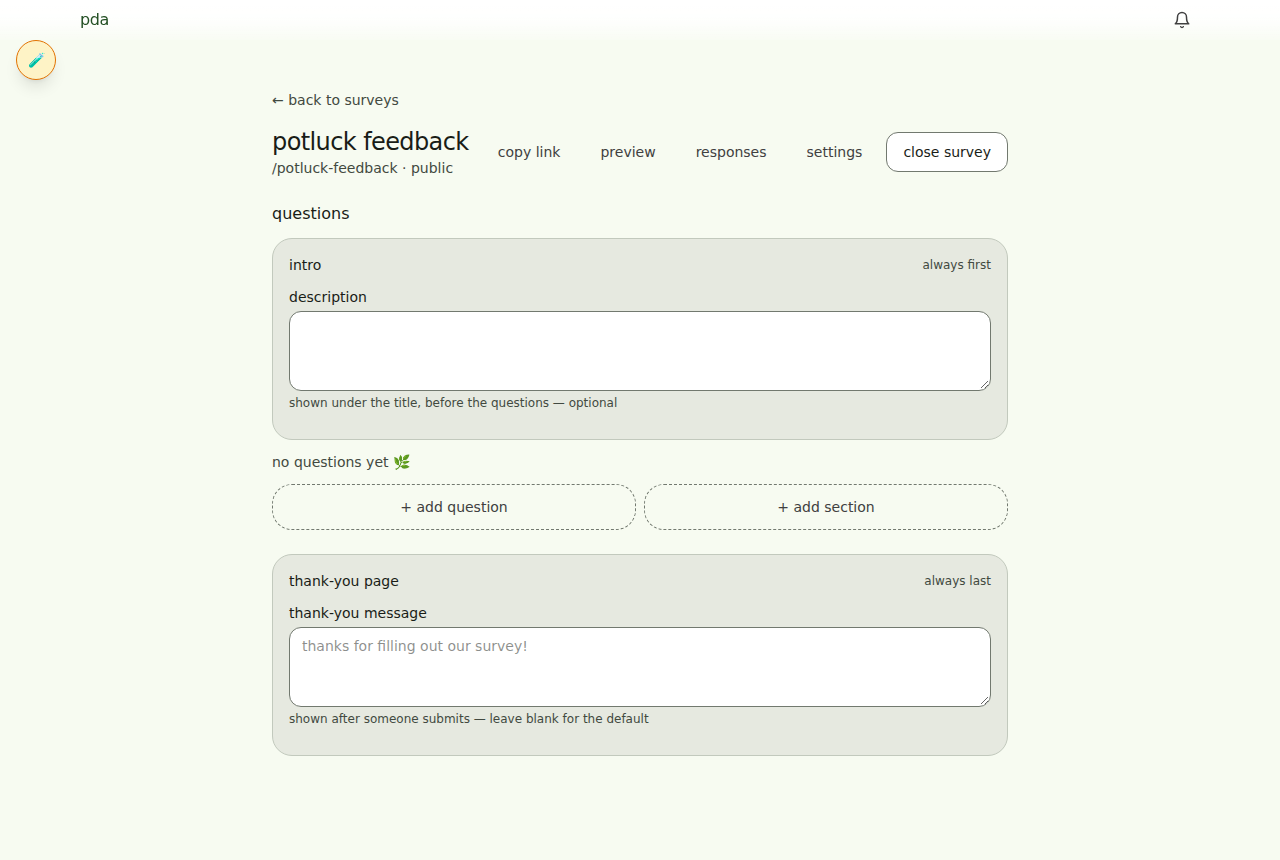 pda
← back to surveys
potluck feedback
/potluck-feedback · public
copy link
preview
responses
settings
close survey
questions
intro
always first
description
shown under the title, before the questions — optional
no questions yet 🌿
+ add question
+ add section
thank-you page
always last
thank-you message
thanks for filling out our survey!
shown after someone submits — leave blank for the default